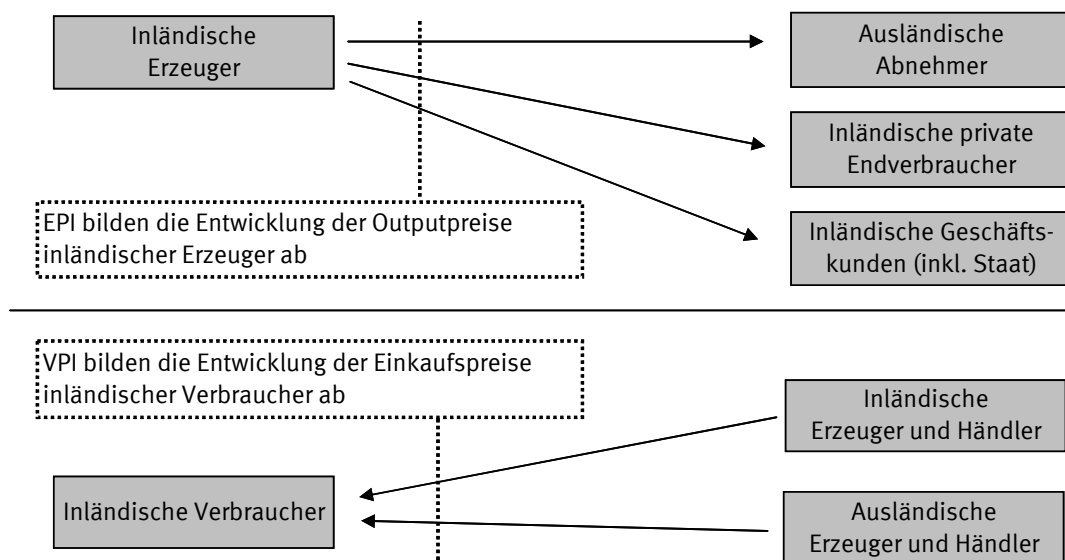 Inländische
Erzeuger
Ausländische
Abnehmer
Inländische private
Endverbraucher
EPI bilden die Entwicklung der Outputpreise
inländischer Erzeuger ab
Inländische Geschäfts-
kunden (inkl. Staat)
VPI bilden die Entwicklung der Einkaufspreise
inländischer Verbraucher ab
Inländische
Erzeuger und Händler
Inländische Verbraucher
Ausländische
Erzeuger und Händler